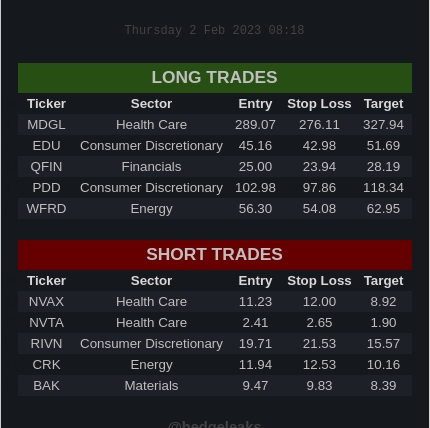 Thursday 2 Feb 2023 08:18
LONG TRADES
Ticker Sector Entry Stop Loss Target
MDGL Health Care 289.07 276.11 327.94
EDU Consumer Discretionary 45.16 42.98 51.69
QFIN Financials 25.00 23.94 28.19
PDD Consumer Discretionary 102.98 97.86 118.34
WFRD Energy 56.30 54.08 62.95
SHORT TRADES
Ticker Sector Entry Stop Loss Target
NVAX Health Care 11.23 12.00 8.92
NVTA Health Care 2.41 2.65 1.90
RIVN Consumer Discretionary 19.71 21.53 15.57
CRK Energy 11.94 12.53 10.16
BAK Materials 9.47 9.83 8.39
@hedgeleaks